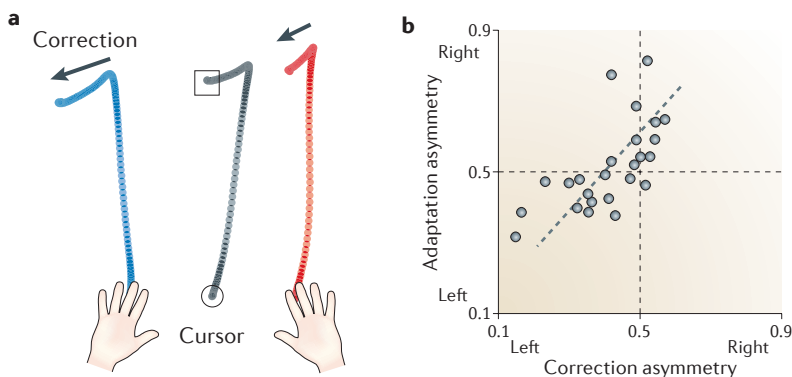 a
Correction
Cursor
b
0.9
Right
Adaptation asymmetry
0.5
Left
0.1
0.1
0.5
0.9
Left
Right
Correction asymmetry